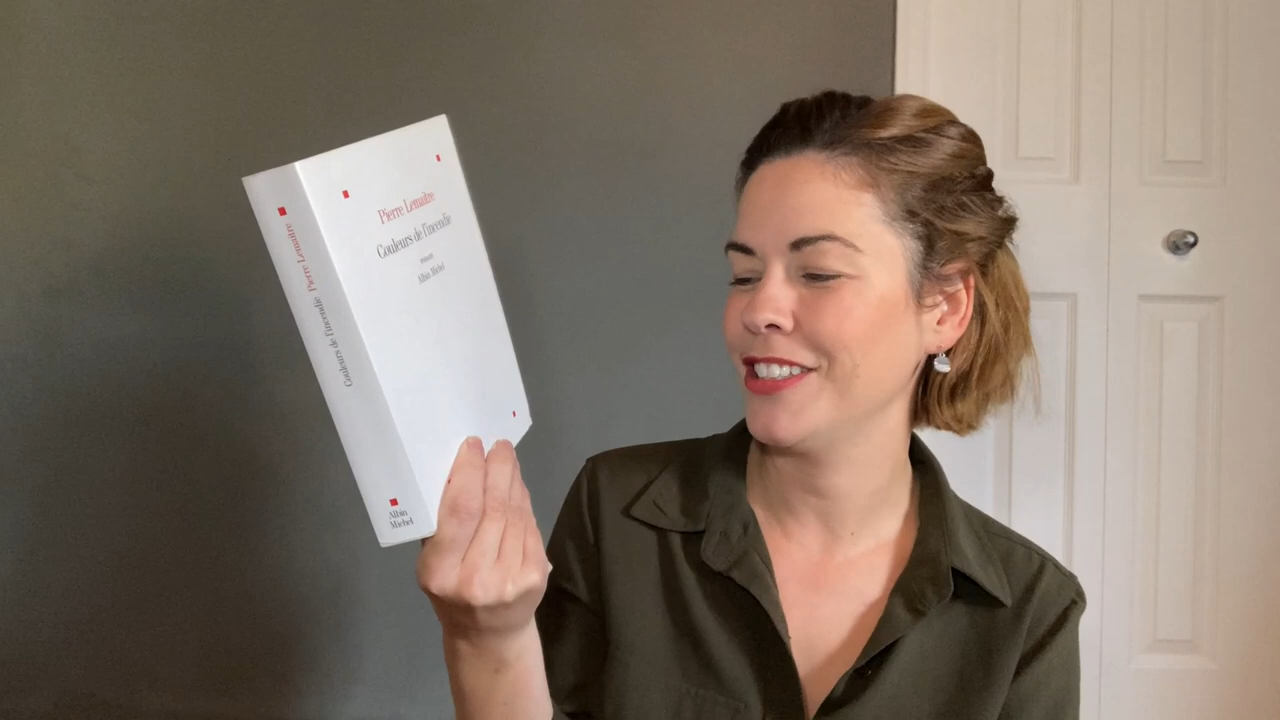 Pierre Lemaitre
Couleurs de l'incendie
roman
Albin Michel
Couleurs de l'incendie Pierre Lemaitre
Albin
Michel